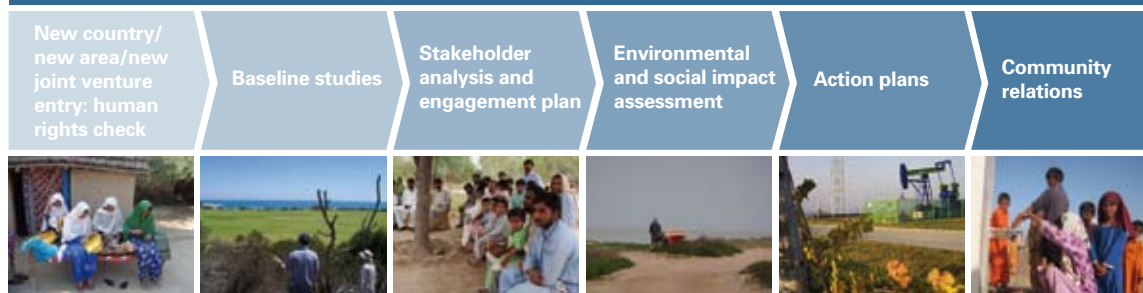 New country/
new area/new
joint venture
entry: human
rights check
Baseline studies
Stakeholder
analysis and
engagement plan
Environmental
and social impact
assessment
Action plans
Community
relations